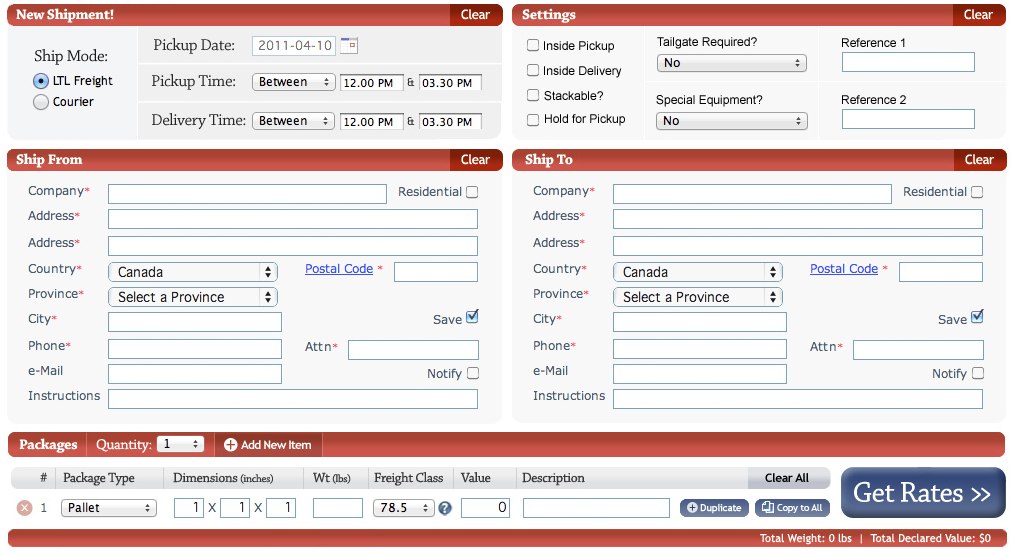 New Shipment! Clear
Ship Mode:
LTL Freight
Courier
Pickup Date: 2011-04-10
Pickup Time: Between 12.00 PM & 03.30 PM
Delivery Time: Between 12.00 PM & 03.30 PM
Settings Clear
Inside Pickup
Inside Delivery
Stackable?
Hold for Pickup
Tailgate Required?
No
Special Equipment?
No
Reference 1
Reference 2
Ship From Clear
Company* Residential
Address*
Address*
Country* Canada Postal Code *
Province* Select a Province
City* Save
Phone* Attn*
e-Mail Notify
Instructions
Ship To Clear
Company* Residential
Address*
Address*
Country* Canada Postal Code *
Province* Select a Province
City* Save
Phone* Attn*
e-Mail Notify
Instructions
Packages Quantity: 1 Add New Item
# Package Type Dimensions (inches) Wt (lbs) Freight Class Value Description Clear All
1 Pallet 1 X 1 X 1 78.5 ? 0 Duplicate Copy to All
Get Rates >>
Total Weight: 0 lbs | Total Declared Value: $0